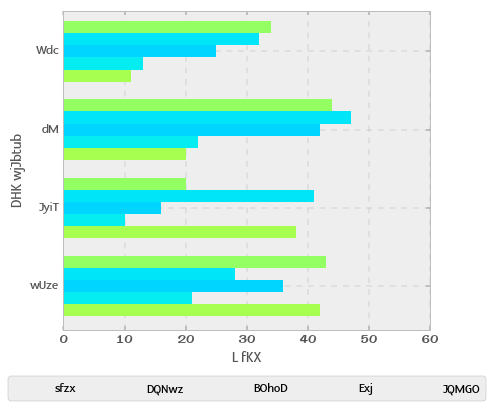 Wdc
dM
JyiT
wUze
DHK wjJbtub
0 10 20 30 40 50 60
L fKX
sfzx DQNwz BOhoD Exj JQMGO